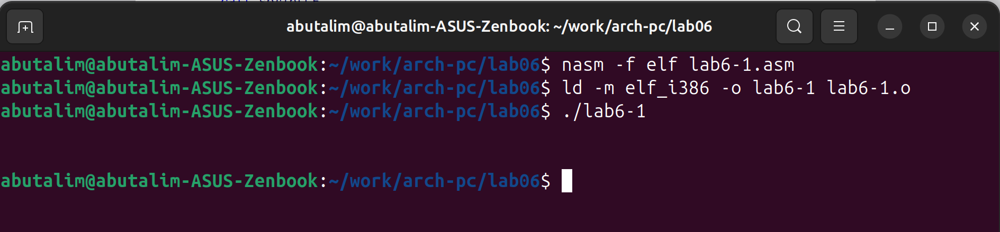 abutalim@abutalim-ASUS-Zenbook: ~/work/arch-pc/lab06
abutalim@abutalim-ASUS-Zenbook:~/work/arch-pc/lab06$ nasm -f elf lab6-1.asm
abutalim@abutalim-ASUS-Zenbook:~/work/arch-pc/lab06$ ld -m elf_i386 -o lab6-1 lab6-1.o
abutalim@abutalim-ASUS-Zenbook:~/work/arch-pc/lab06$ ./lab6-1
abutalim@abutalim-ASUS-Zenbook:~/work/arch-pc/lab06$